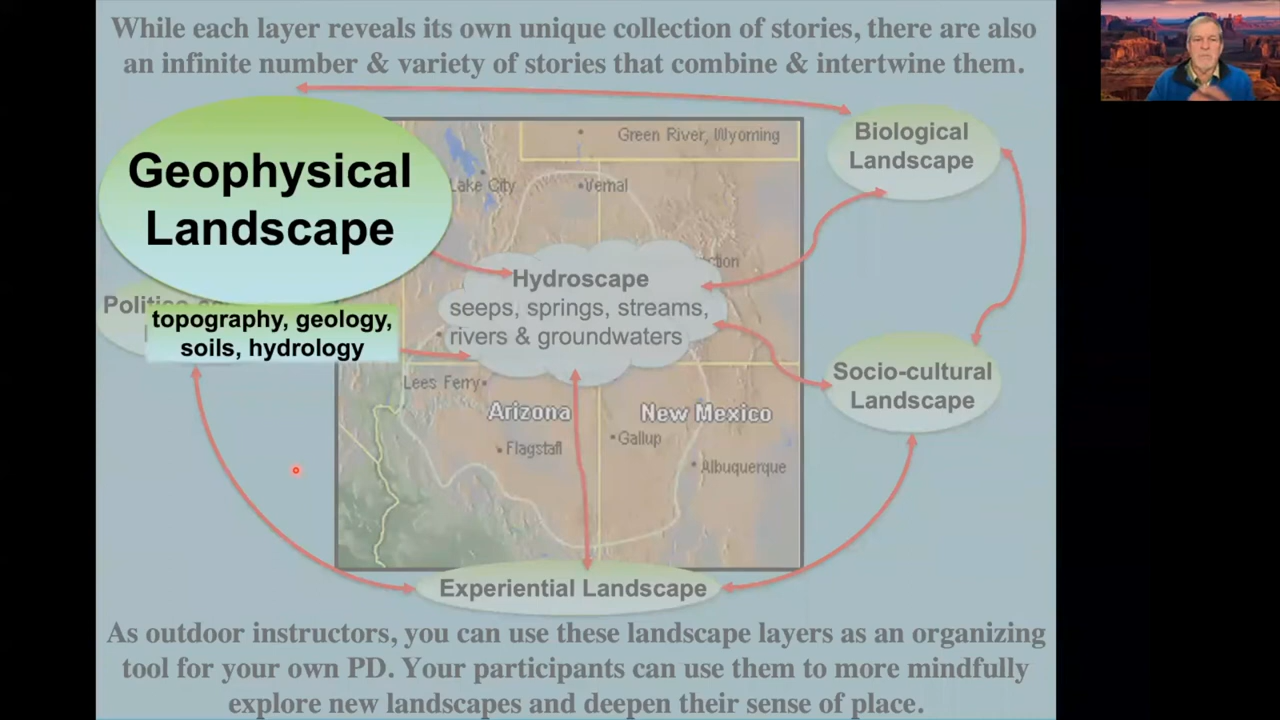 While each layer reveals its own unique collection of stories, there are also
an infinite number & variety of stories that combine & intertwine them.
Geophysical
Landscape
topography, geology,
soils, hydrology
Biological
Landscape
Green River, Wyoming
Lake City
Vernal
Hydroscape
seeps, springs, streams,
rivers & groundwaters
Socio-cultural
Landscape
Lees Ferry
Arizona
New Mexico
Flagstaff
Gallup
Albuquerque
Experiential Landscape
As outdoor instructors, you can use these landscape layers as an organizing
tool for your own PD. Your participants can use them to more mindfully
explore new landscapes and deepen their sense of place.